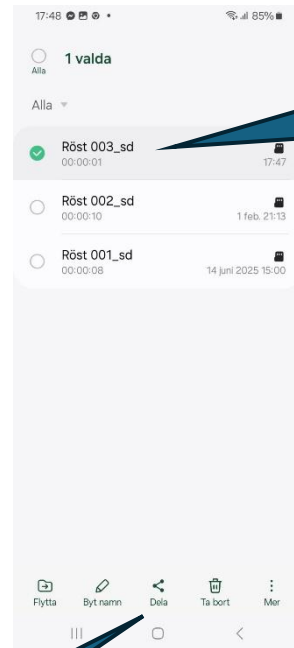 17:48 85%
Alla
1 valda
Alla
Röst 003_sd
00:00:01 17:47
Röst 002_sd
00:00:10 1 feb. 21:13
Röst 001_sd
00:00:08 14 juni 2025 15:00
Flytta Byt namn Dela Ta bort Mer